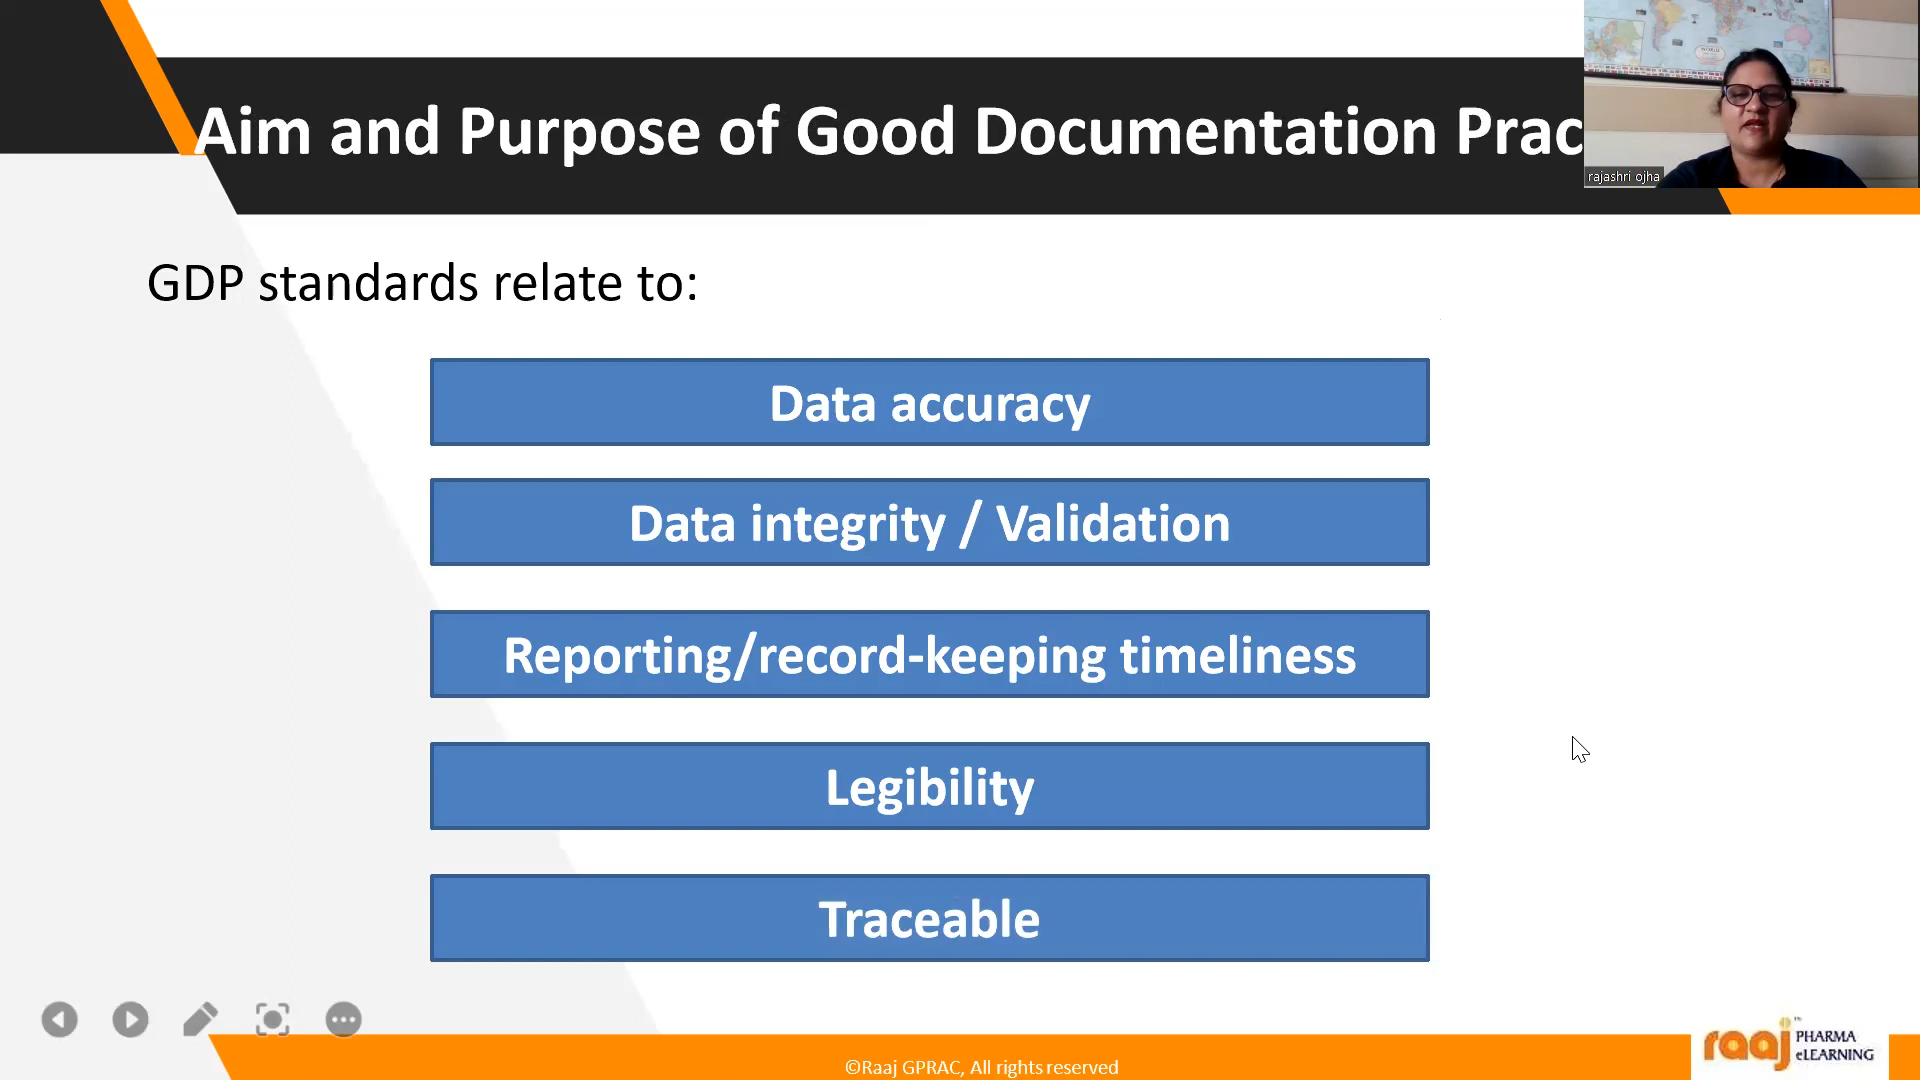 Aim and Purpose of Good Documentation Prac
rajashri ojha
GDP standards relate to:
Data accuracy
Data integrity / Validation
Reporting/record-keeping timeliness
Legibility
Traceable
©Raaj GPRAC, All rights reserved
raaj PHARMA
eLEARNING